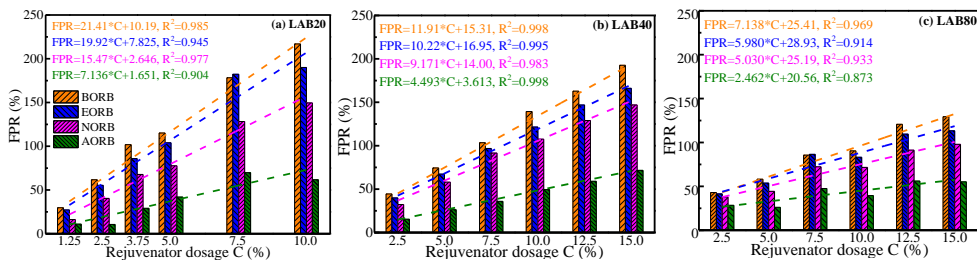 FPR=21.41*C+10.19, R²=0.985
(a) LAB20
FPR=19.92*C+7.825, R²=0.945
FPR=15.47*C+2.646, R²=0.977
FPR=7.136*C+1.651, R²=0.904
BORB
EORB
NORB
AORB
FPR (%)
250
200
150
100
50
0
1.25 2.5 3.75 5.0 7.5 10.0
Rejuvenator dosage C (%)
FPR=11.91*C+15.31, R²=0.998
(b) LAB40
FPR=10.22*C+16.95, R²=0.995
FPR=9.171*C+14.00, R²=0.983
FPR=4.493*C+3.613, R²=0.998
FPR (%)
250
200
150
100
50
0
2.5 5.0 7.5 10.0 12.5 15.0
Rejuvenator dosage C (%)
FPR=7.138*C+25.41, R²=0.969
(c) LAB80
FPR=5.980*C+28.93, R²=0.914
FPR=5.030*C+25.19, R²=0.933
FPR=2.462*C+20.56, R²=0.873
FPR (%)
250
200
150
100
50
0
2.5 5.0 7.5 10.0 12.5 15.0
Rejuvenator dosage C (%)